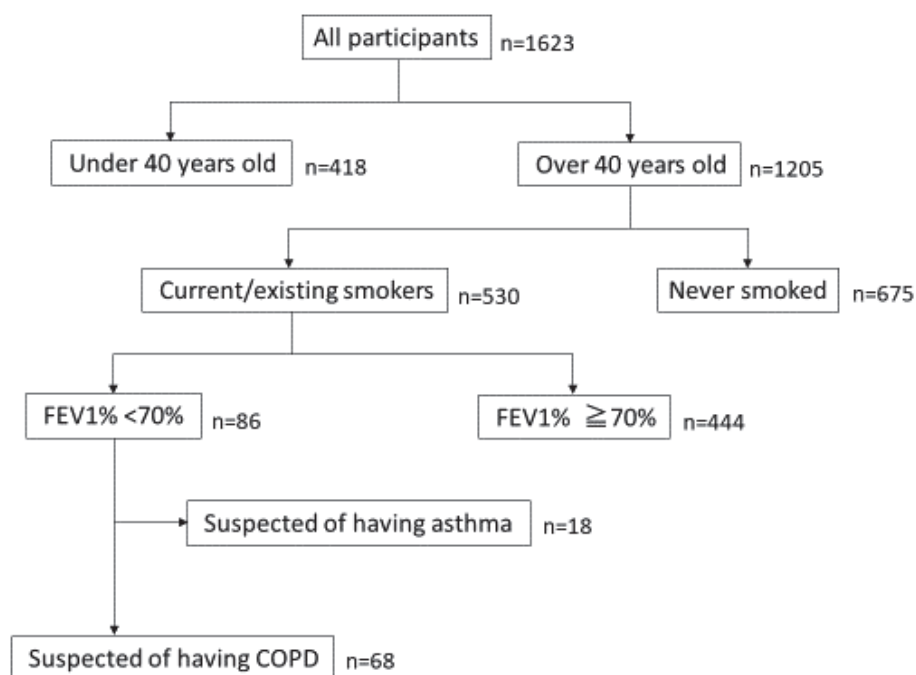 All participants n=1623
Under 40 years old n=418 Over 40 years old n=1205
Current/existing smokers n=530 Never smoked n=675
FEV1% <70% n=86 FEV1% ≧70% n=444
Suspected of having asthma n=18
Suspected of having COPD n=68